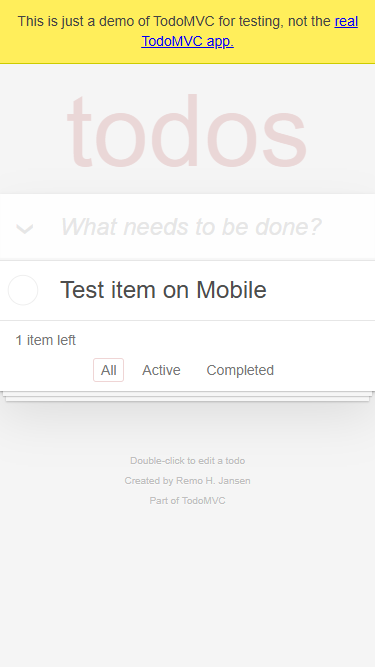 This is just a demo of TodoMVC for testing, not the real
TodoMVC app.
todos
What needs to be done?
Test item on Mobile
1 item left
All Active Completed
Double-click to edit a todo
Created by Remo H. Jansen
Part of TodoMVC